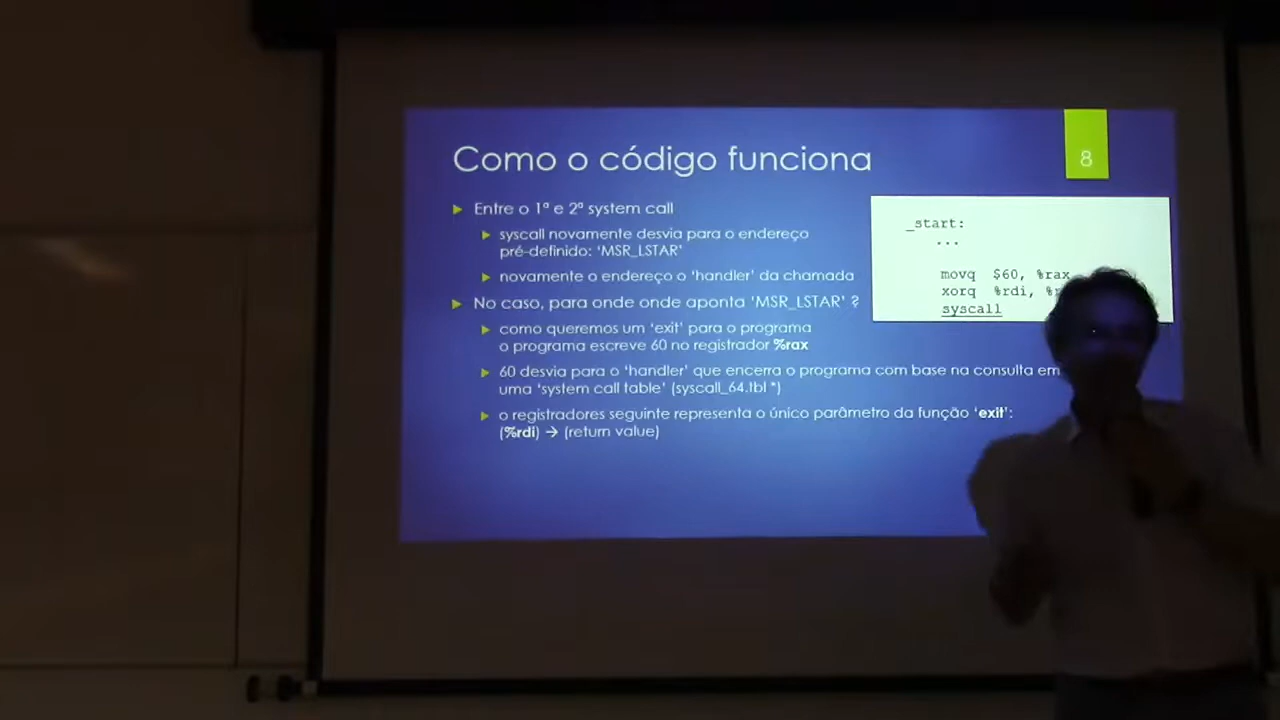 Como o código funciona
8
Entre o 1ª e 2ª system call
syscall novamente desvia para o endereço
pré-definido: ‘MSR_LSTAR’
novamente o endereço o ‘handler’ da chamada
No caso, para onde onde aponta ‘MSR_LSTAR’ ?
como queremos um ‘exit’ para o programa
o programa escreve 60 no registrador %rax
60 desvia para o ‘handler’ que encerra o programa com base na consulta em
uma ‘system call table’ (syscall_64.tbl *)
o registradores seguinte representa o único parâmetro da função ‘exit’:
(%rdi) → (return value)
_start:
...
movq $60, %rax
xorq %rdi,
syscall